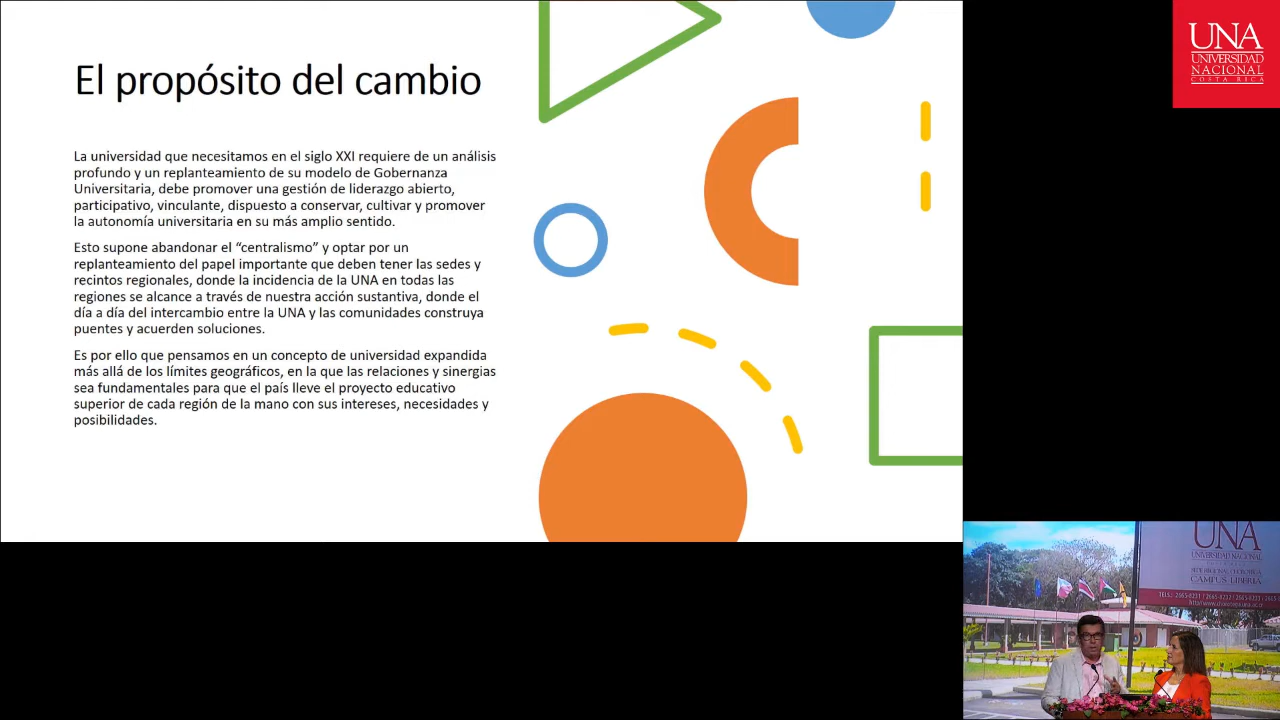 El propósito del cambio
La universidad que necesitamos en el siglo XXI requiere de un análisis
profundo y un replanteamiento de su modelo de Gobernanza
Universitaria, debe promover una gestión de liderazgo abierto,
participativo, vinculante, dispuesto a conservar, cultivar y promover
la autonomía universitaria en su más amplio sentido.
Esto supone abandonar el “centralismo” y optar por un
replanteamiento del papel importante que deben tener las sedes y
recintos regionales, donde la incidencia de la UNA en todas las
regiones se alcance a través de nuestra acción sustantiva, donde el
día a día del intercambio entre la UNA y las comunidades construya
puentes y acuerden soluciones.
Es por ello que pensamos en un concepto de universidad expandida
más allá de los límites geográficos, en la que las relaciones y sinergias
sea fundamentales para que el país lleve el proyecto educativo
superior de cada región de la mano con sus intereses, necesidades y
posibilidades.
UNA
UNIVERSIDAD
NACIONAL
COSTA RICA
UNA
UNIVERSIDAD NACIONAL
SEDE REGIONAL CHOROTEGA
CAMPUS LIBERIA